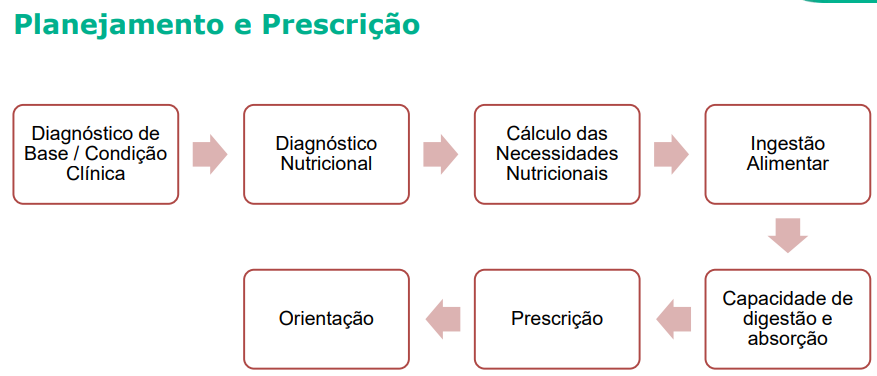 Planejamento e Prescrição
Diagnóstico de
Base / Condição
Clínica
Diagnóstico
Nutricional
Cálculo das
Necessidades
Nutricionais
Ingestão
Alimentar
Capacidade de
digestão e
absorção
Prescrição
Orientação